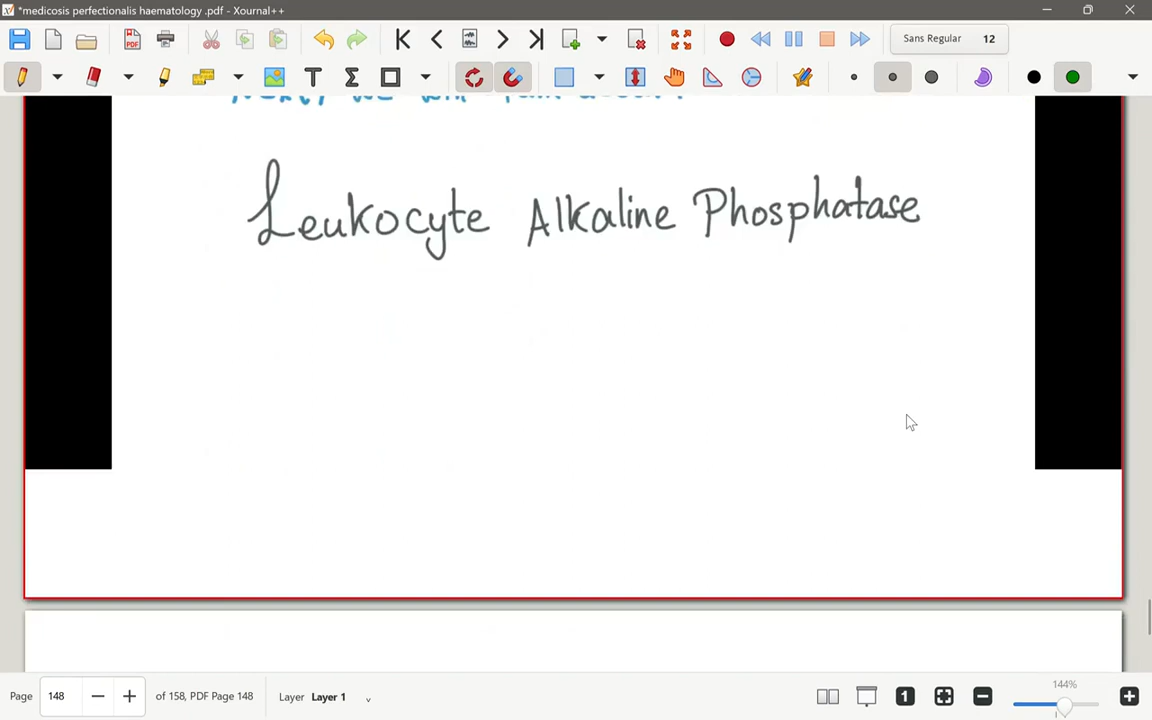 *medicosis perfectionalis haematology .pdf - Xournal++
Sans Regular 12
Leukocyte Alkaline Phosphatase
Page 148 of 158, PDF Page 148 Layer Layer 1 144%